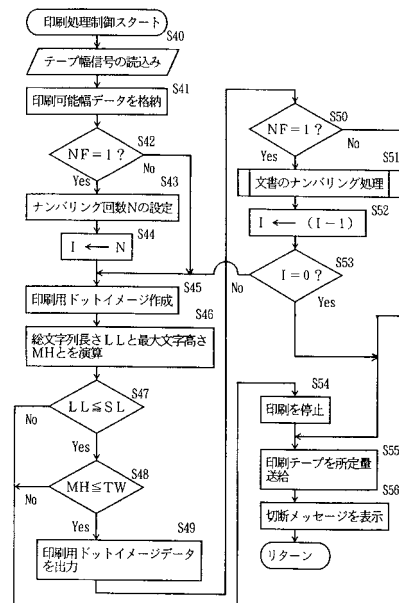 印刷処理制御スタート
S40
テープ幅信号の読込み
S41
印刷可能幅データを格納
S42
NF=1?
Yes
No
S43
ナンバリング回数Nの設定
S44
I ← N
S45
印刷用ドットイメージ作成
S46
総文字列長さLLと最大文字高さ
MHとを演算
S47
LL≦SL
No
Yes
S48
MH≦TW
No
Yes
S49
印刷用ドットイメージデータ
を出力
S50
NF=1?
No
Yes
S51
文書のナンバリング処理
S52
I ← (I-1)
S53
I=0?
No
Yes
S54
印刷を停止
S55
印刷テープを所定量
送給
S56
切断メッセージを表示
リターン